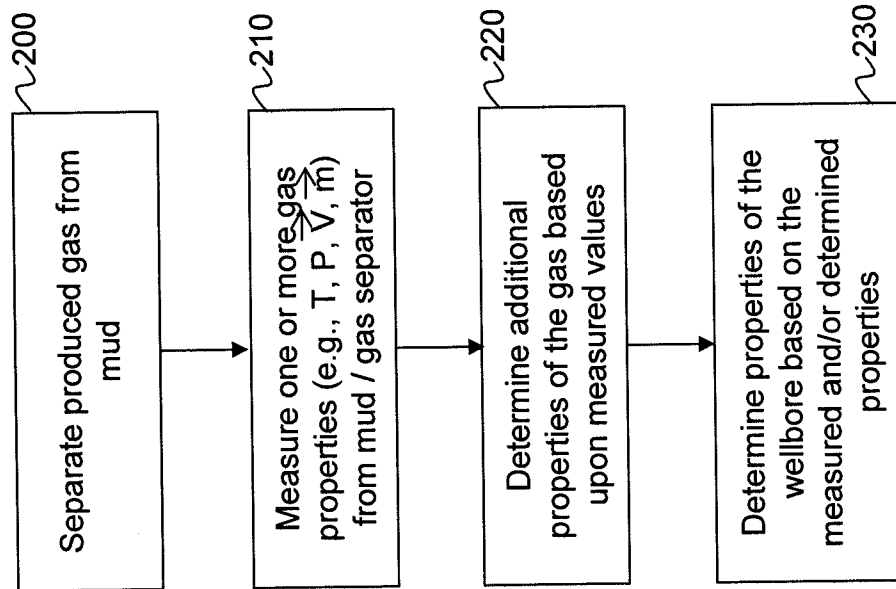 Separate produced gas from
mud
200
Measure one or more gas
properties (e.g., T, P, V⃗, m⃗)
from mud / gas separator
210
Determine additional
properties of the gas based
upon measured values
220
Determine properties of the
wellbore based on the
measured and/or determined
properties
230